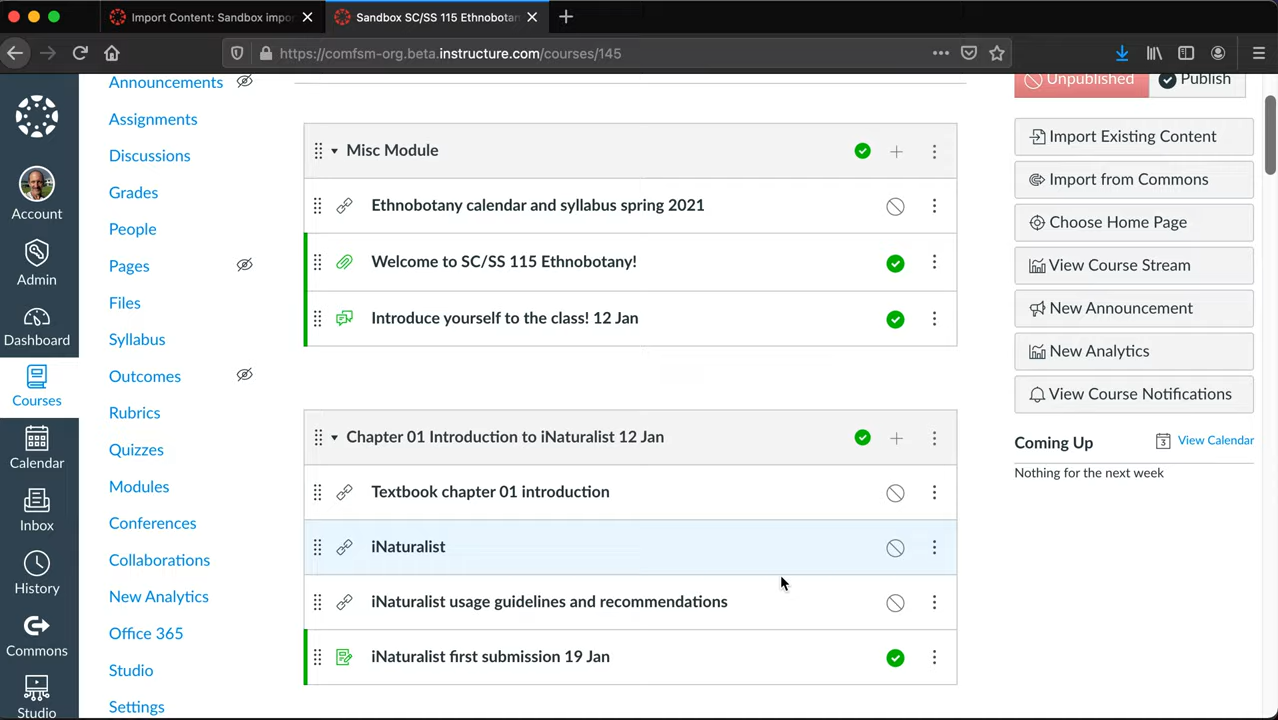 Import Content: Sandbox impo
Sandbox SC/SS 115 Ethnobotan
https://comfsm-org.beta.instructure.com/courses/145
Account
Admin
Dashboard
Courses
Calendar
Inbox
History
Commons
Studio
Announcements
Assignments
Discussions
Grades
People
Pages
Files
Syllabus
Outcomes
Rubrics
Quizzes
Modules
Conferences
Collaborations
New Analytics
Office 365
Studio
Settings
Misc Module
Ethnobotany calendar and syllabus spring 2021
Welcome to SC/SS 115 Ethnobotany!
Introduce yourself to the class! 12 Jan
Chapter 01 Introduction to iNaturalist 12 Jan
Textbook chapter 01 introduction
iNaturalist
iNaturalist usage guidelines and recommendations
iNaturalist first submission 19 Jan
Unpublished Publish
Import Existing Content
Import from Commons
Choose Home Page
View Course Stream
New Announcement
New Analytics
View Course Notifications
Coming Up 3 View Calendar
Nothing for the next week